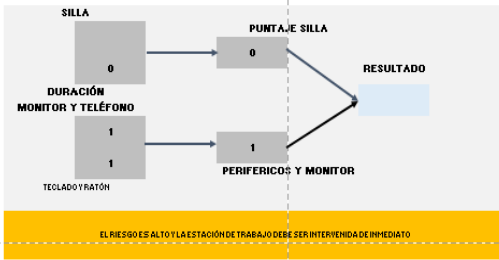 SILLA
PUNTAJE SILLA
0
0
RESULTADO
DURACIÓN
MONITOR Y TELÉFONO
1
1
1
PERIFERICOS Y MONITOR
TECLADO Y RATÓN
EL RIESGO ES ALTO Y LA ESTACIÓN DE TRABAJO DEBE SER INTERVENIDA DE INMEDIATO